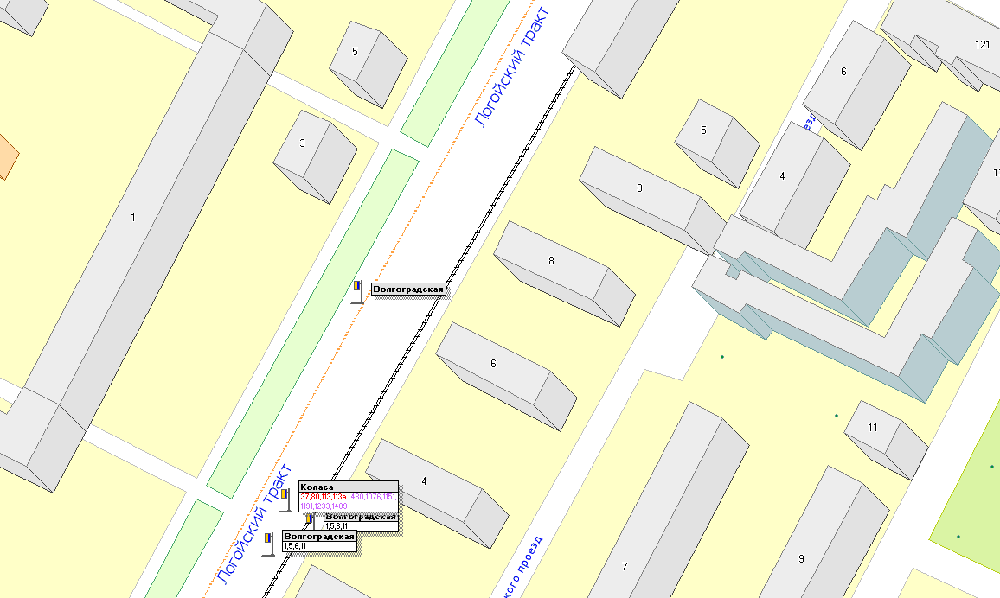 5
Логойский тракт
6
121
3
5
езд
4
1
3
8
Волгоградская
6
11
Логойский тракт
4
Коласа
37,80,113,113а 480,1076,1151,
1191,1233,1409
Волгоградская
1,5,6,11
Волгоградская
1,5,6,11
кого проезд
7
9